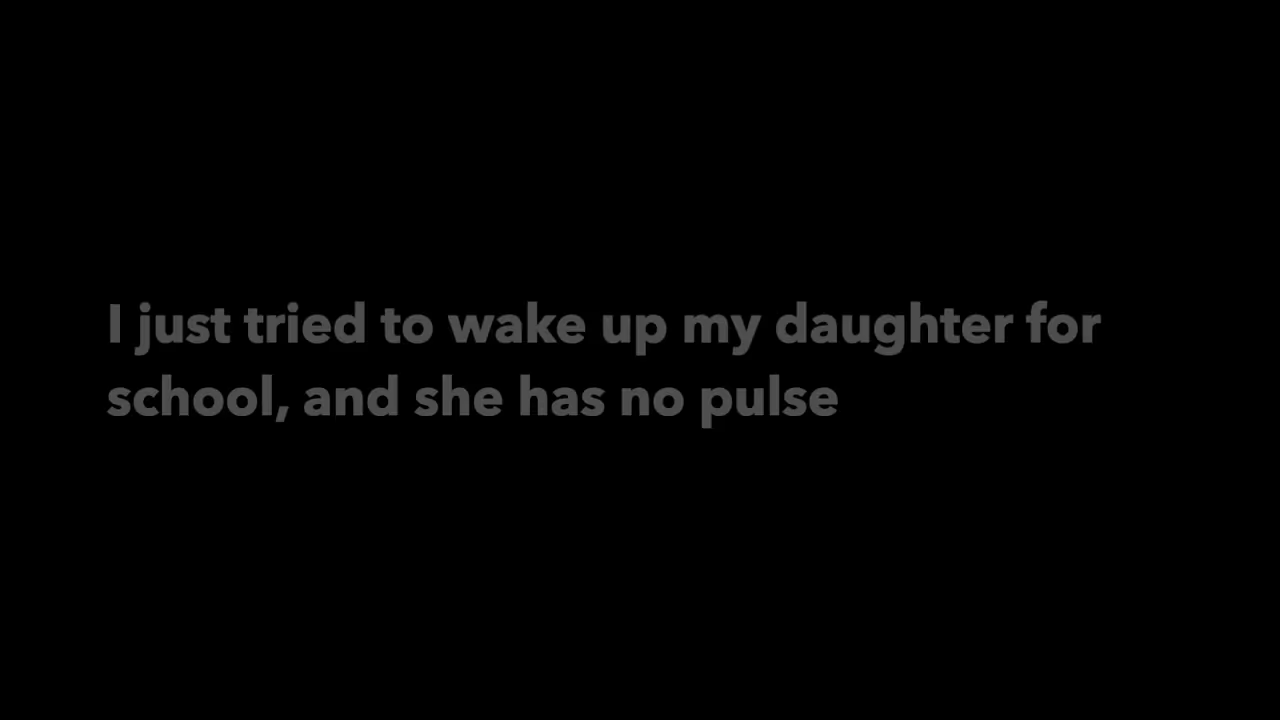 I just tried to wake up my daughter for
school, and she has no pulse